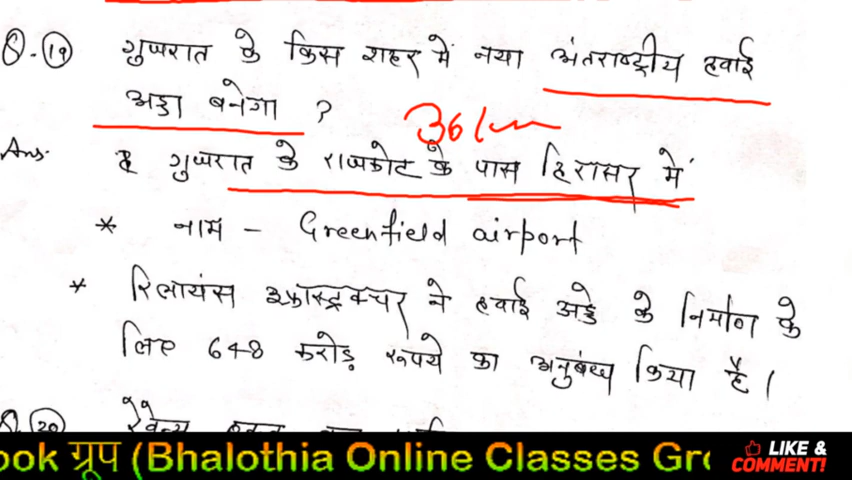 Q.19 गुजरात के किस शहर में नया अंतराष्ट्रीय हवाई
अड्डा बनेगा ?
36 km
Ans. गुजरात के राजकोट के पास हिरासर में
* नाम - Greenfield airport
* रिलायंस इंफ्रास्ट्रक्चर ने हवाई अड्डे के निर्माण के
लिए 648 करोड़ रूपये का अनुबंध किया है।
Q.20
ook ग्रूप (Bhalothia Online Classes Gr
LIKE &
COMMENT!